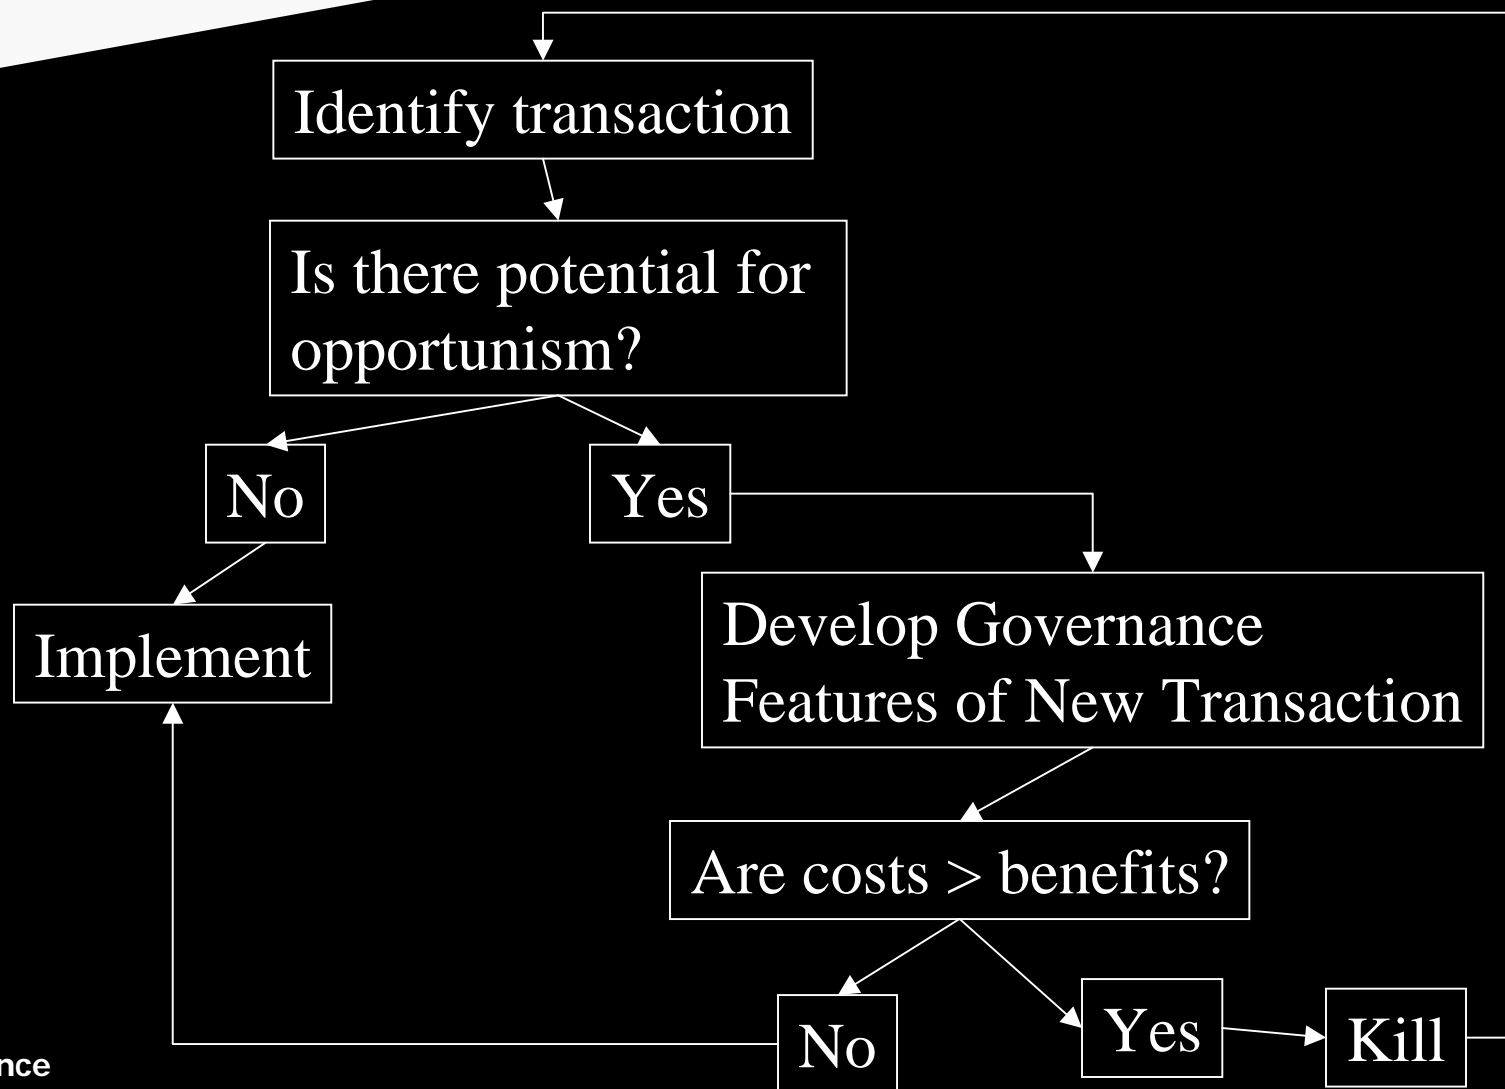 Identify transaction
Is there potential for
opportunism?
No
Yes
Implement
Develop Governance
Features of New Transaction
Are costs > benefits?
No
Yes
Kill
nce